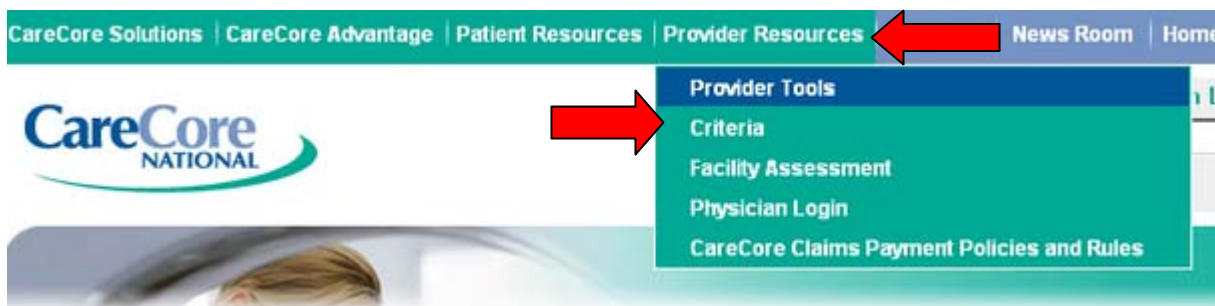 CareCore Solutions | CareCore Advantage | Patient Resources | Provider Resources News Room | Home
Provider Tools
CareCore
NATIONAL
Criteria
Facility Assessment
Physician Login
CareCore Claims Payment Policies and Rules